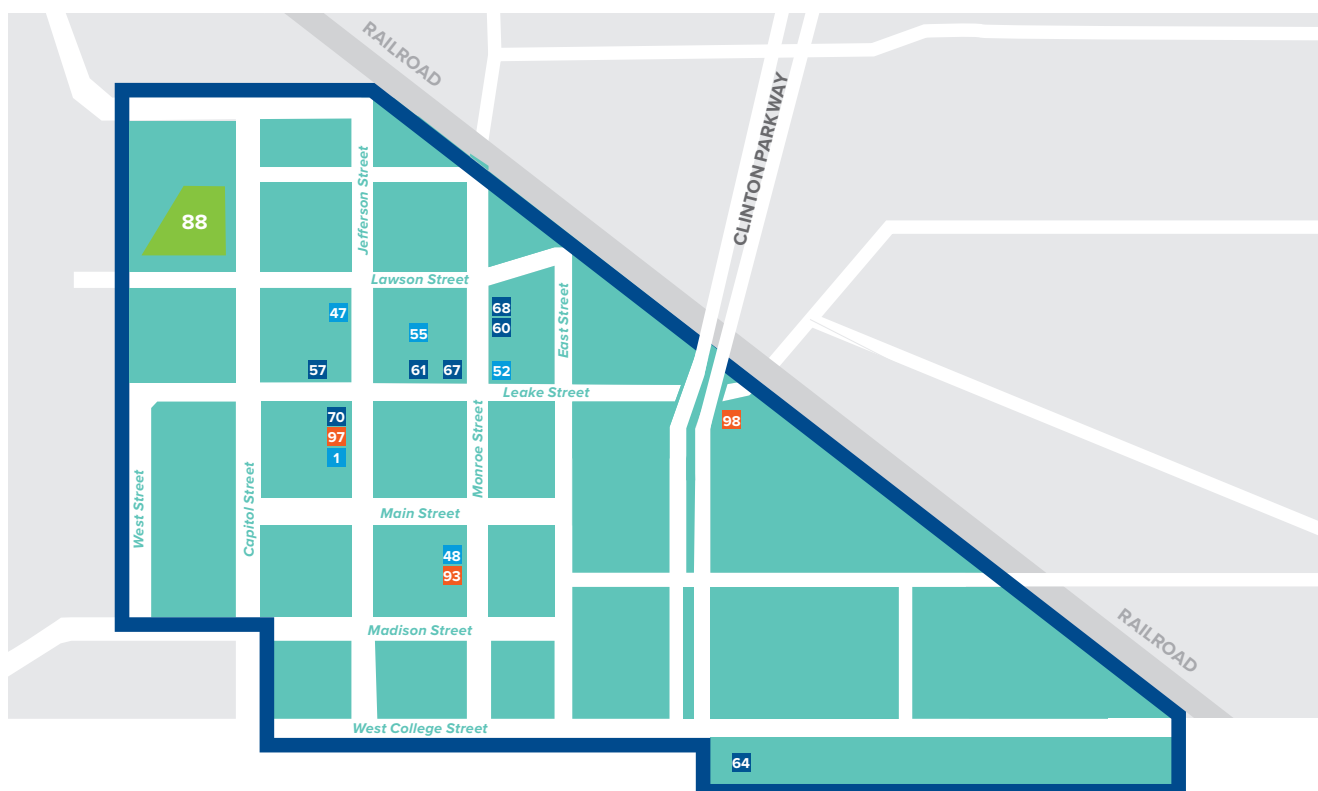 RAILROAD
CLINTON PARKWAY
Jefferson Street
88
Lawson Street
East Street
47
55
68
60
57
61
67
52
Leake Street
70
97
1
98
Monroe Street
West Street
Capitol Street
Main Street
48
93
Madison Street
RAILROAD
West College Street
64